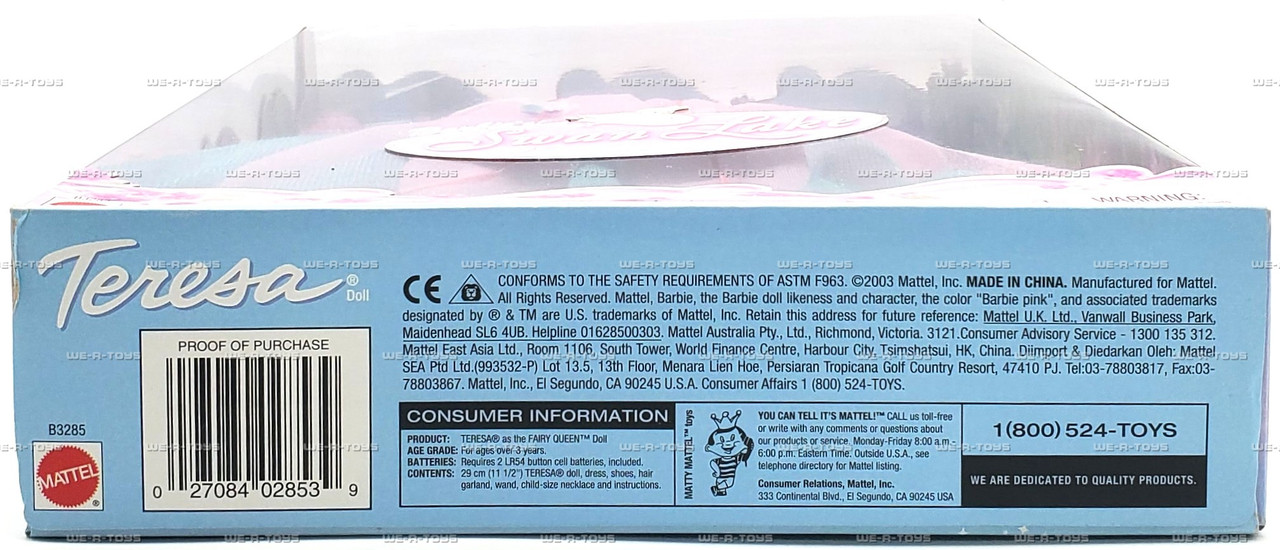 Swan Lake
WARNING:
Teresa® Doll
CE CONFORMS TO THE SAFETY REQUIREMENTS OF ASTM F963. ©2003 Mattel, Inc. MADE IN CHINA. Manufactured for Mattel.
All Rights Reserved. Mattel, Barbie, the Barbie doll likeness and character, the color "Barbie pink", and associated trademarks
designated by ® & TM are U.S. trademarks of Mattel, Inc. Retain this address for future reference: Mattel U.K. Ltd., Vanwall Business Park,
Maidenhead SL6 4UB. Helpline 01628500303. Mattel Australia Pty., Ltd., Richmond, Victoria. 3121.Consumer Advisory Service - 1300 135 312.
Mattel East Asia Ltd., Room 1106, South Tower, World Finance Centre, Harbour City, Tsimshatsui, HK, China. Diimport & Diedarkan Oleh: Mattel
SEA Ptd Ltd.(993532-P) Lot 13.5, 13th Floor, Menara Lien Hoe, Persiaran Tropicana Golf Country Resort, 47410 PJ. Tel:03-78803817, Fax:03-
78803867. Mattel, Inc., El Segundo, CA 90245 U.S.A. Consumer Affairs 1 (800) 524-TOYS.
PROOF OF PURCHASE
0 27084 02853 9
B3285
MATTEL®
CONSUMER INFORMATION
PRODUCT: TERESA® as the FAIRY QUEEN™ Doll
AGE GRADE: For ages over 3 years.
BATTERIES: Requires 2 LR54 button cell batteries, included.
CONTENTS: 29 cm (11 1/2") TERESA® doll, dress, shoes, hair
garland, wand, child-size necklace and instructions.
MATTY MATTEL™ toys
YOU CAN TELL IT'S MATTEL!™ CALL us toll-free
or write with any comments or questions about
our products or service. Monday-Friday 8:00 a.m.-
6:00 p.m. Eastern Time. Outside U.S.A., see
telephone directory for Mattel listing.
Consumer Relations, Mattel, Inc.
333 Continental Blvd., El Segundo, CA 90245 USA
1(800) 524-TOYS
WE ARE DEDICATED TO QUALITY PRODUCTS.
WE-R-TOYS